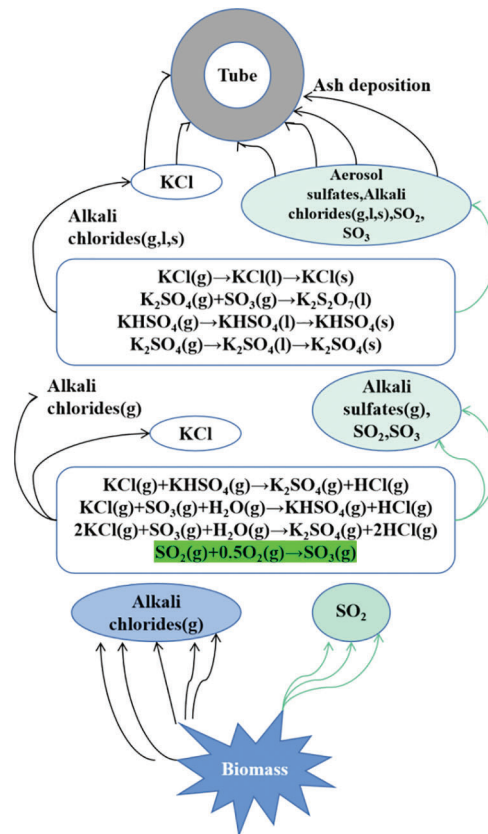 Tube
Ash deposition
KCl
Aerosol
sulfates,Alkali
chlorides(g,l,s),SO₂,
SO₃
Alkali
chlorides(g,l,s)
KCl(g)→KCl(l)→KCl(s)
K₂SO₄(g)+SO₃(g)→K₂S₂O₇(l)
KHSO₄(g)→KHSO₄(l)→KHSO₄(s)
K₂SO₄(g)→K₂SO₄(l)→K₂SO₄(s)
Alkali
chlorides(g)
KCl
Alkali
sulfates(g),
SO₂,SO₃
KCl(g)+KHSO₄(g)→K₂SO₄(g)+HCl(g)
KCl(g)+SO₃(g)+H₂O(g)→KHSO₄(g)+HCl(g)
2KCl(g)+SO₃(g)+H₂O(g)→K₂SO₄(g)+2HCl(g)
SO₂(g)+0.5O₂(g)→SO₃(g)
Alkali
chlorides(g)
SO₂
Biomass